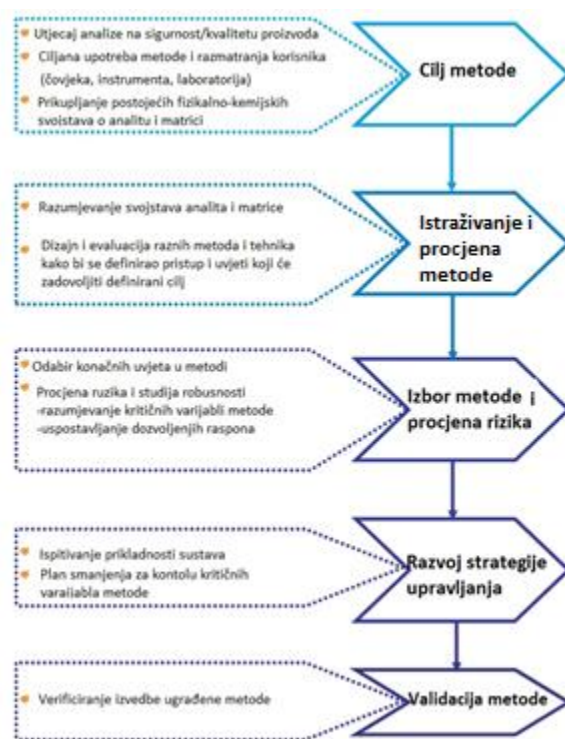 Utjecaj analize na sigurnost/kvalitetu proizvoda
Ciljana upotreba metode i razmatranja korisnika
(čovjeka, instrumenta, laboratorija)
Prikupljanje postojećih fizikalno-kemijskih
svojstava o analitu i matrici
Cilj metode
Razumjevanje svojstava analita i matrice
Dizajn i evaluacija raznih metoda i tehnika
kako bi se definirao pristup i uvjeti koji će
zadovoljiti definirani cilj
Istraživanje i
procjena
metode
Odabir konačnih uvjeta u metodi
Procjena ruzika i studija robusnosti
-razumjevanje kritičnih varijabli metode
-uspostavljanje dozvoljenih raspona
Izbor metode i
procjena rizika
Ispitivanje prikladnosti sustava
Plan smanjenja za kontolu kritičnih
varaijabla metode
Razvoj strategije
upravljanja
Verificiranje izvedbe ugrađene metode
Validacija metode